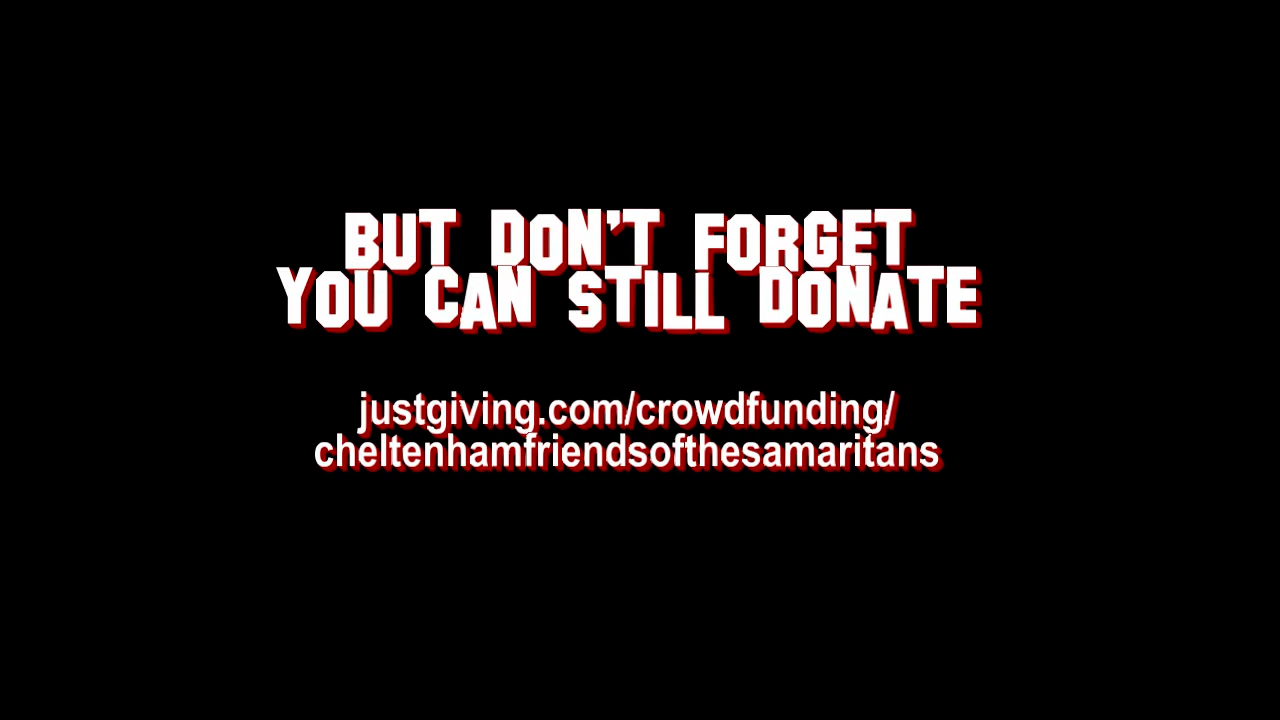 BUT DON'T FORGET
YOU CAN STILL DONATE
justgiving.com/crowdfunding/
cheltenhamfriendsofthesamaritans